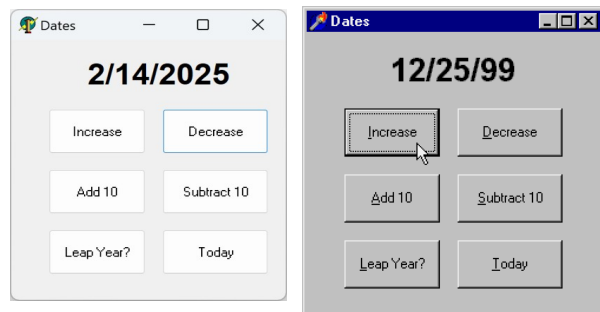 Dates
2/14/2025
Increase Decrease
Add 10 Subtract 10
Leap Year? Today
Dates
12/25/99
Increase Decrease
Add 10 Subtract 10
Leap Year? Today